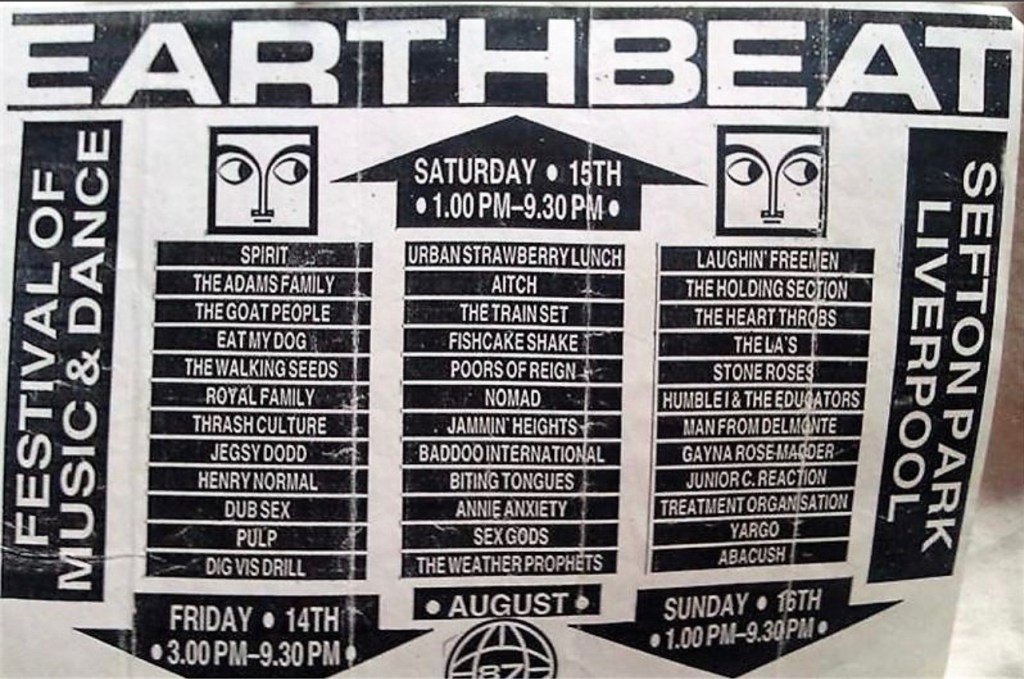 EARTHBEAT
FESTIVAL OF
MUSIC & DANCE
SATURDAY • 15TH
• 1.00 PM–9.30 PM •
SEFTON PARK
LIVERPOOL
SPIRIT
THE ADAMS FAMILY
THE GOAT PEOPLE
EAT MY DOG
THE WALKING SEEDS
ROYAL FAMILY
THRASH CULTURE
JEGSY DODD
HENRY NORMAL
DUB SEX
PULP
DIG VIS DRILL
URBAN STRAWBERRY LUNCH
AITCH
THE TRAIN SET
FISHCAKE SHAKE
POORS OF REIGN
NOMAD
JAMMIN' HEIGHTS
BADDOO INTERNATIONAL
BITING TONGUES
ANNIE ANXIETY
SEX GODS
THE WEATHER PROPHETS
LAUGHIN' FREEMEN
THE HOLDING SECTION
THE HEART THROBS
THE LA'S
STONE ROSES
HUMBLE I & THE EDUCATORS
MAN FROM DELMONTE
GAYNA ROSE MADDER
JUNIOR C. REACTION
TREATMENT ORGANISATION
YARGO
ABACUSH
FRIDAY • 14TH
• 3.00 PM–9.30 PM •
• AUGUST •
87
SUNDAY • 16TH
• 1.00 PM–9.30 PM •